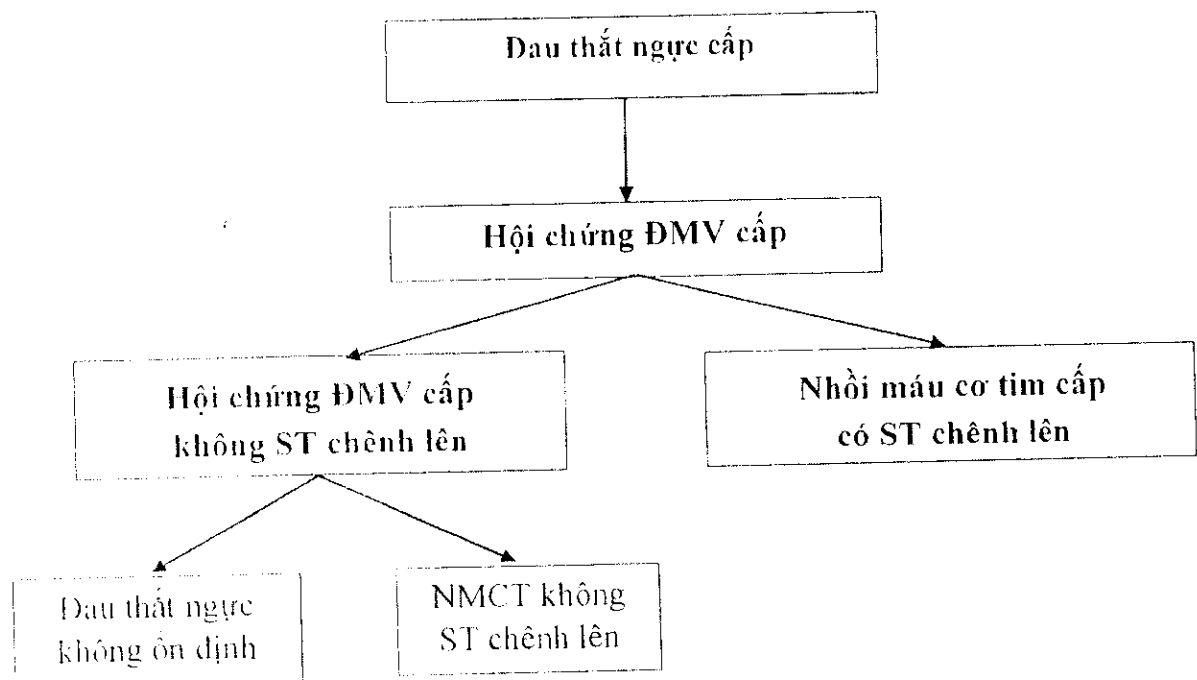 Đau thắt ngực cấp
Hội chứng ĐMV cấp
Hội chứng ĐMV cấp
không ST chênh lên
Nhồi máu cơ tim cấp
có ST chênh lên
Đau thắt ngực
không ổn định
NMCT không
ST chênh lên